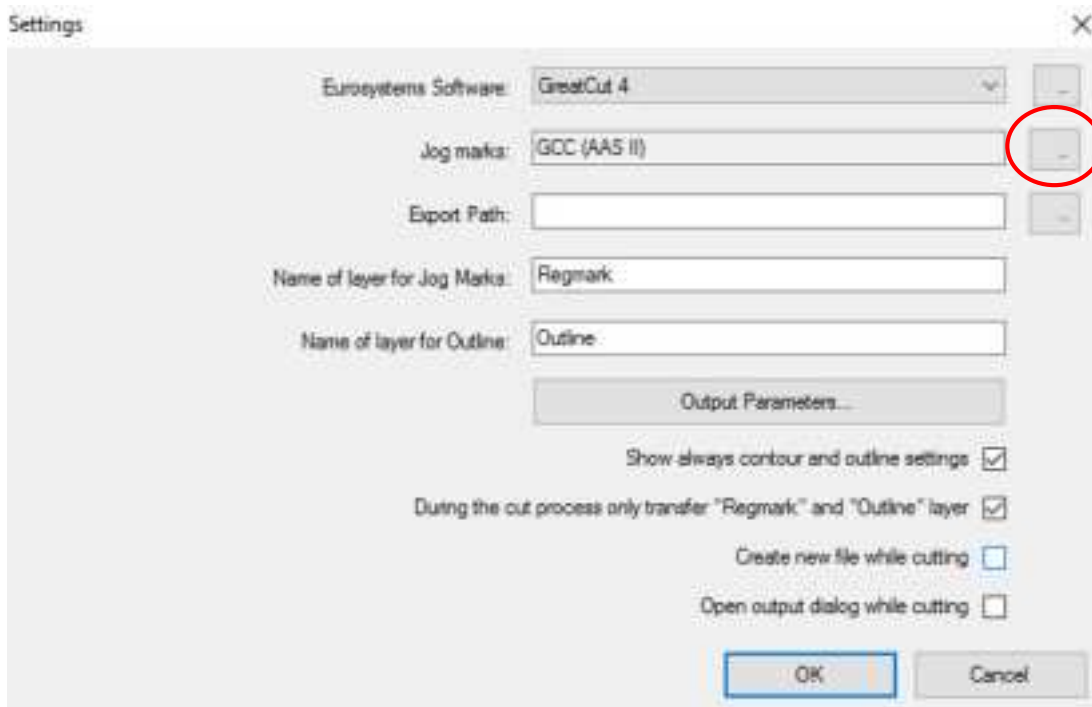 Settings
Eurosystems Software: GreatCut 4 ...
Jog marks: GCC (AAS II) ...
Export Path: ...
Name of layer for Jog Marks: Regmark
Name of layer for Outline: Outline
Output Parameters...
Show always contour and outline settings
During the cut process only transfer "Regmark" and "Outline" layer
Create new file while cutting
Open output dialog while cutting
OK Cancel